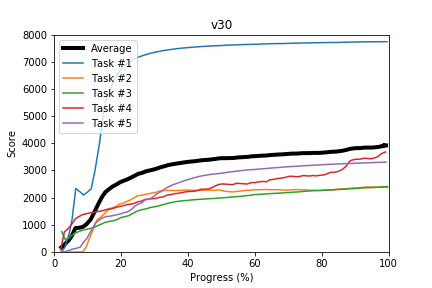 v30
8000
7000
6000
5000
4000
3000
2000
1000
0
Score
Average
Task #1
Task #2
Task #3
Task #4
Task #5
0 20 40 60 80 100
Progress (%)